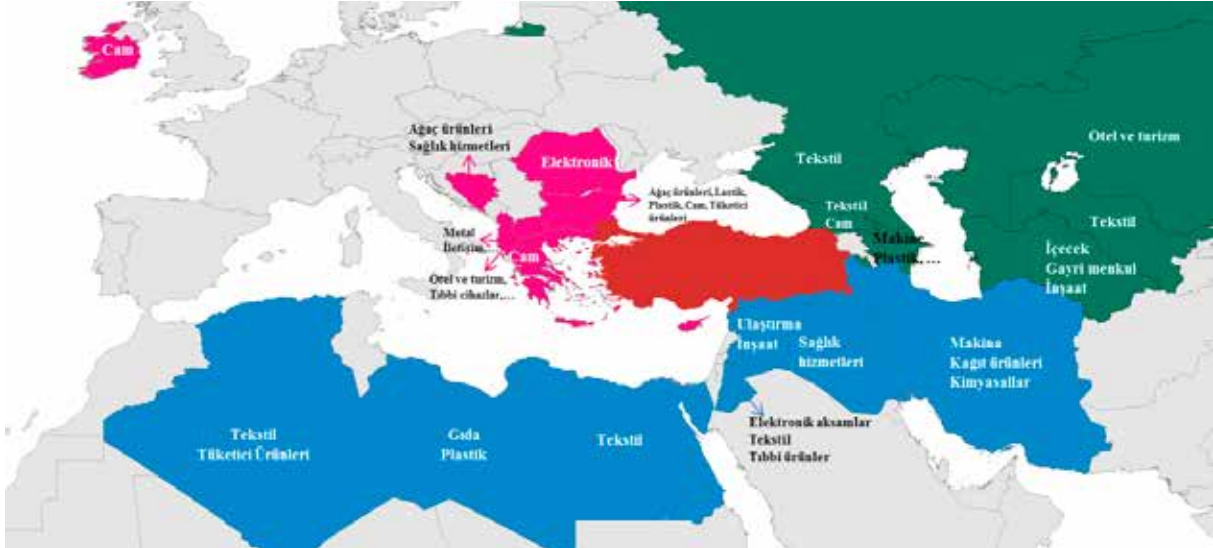 Cam
Ağaç ürünleri
Sağlık hizmetleri
Elektronik
Ağaç ürünleri, Lastik,
Plastik, Cam, Tüketici
ürünleri
Metal
İletişim,...
Cam
Otel ve turizm,
Tıbbi cihazlar,...
Tekstil
Otel ve turizm
Tekstil
Cam
Makine,
Plastik, ...
Tekstil
İçecek
Gayri menkul
İnşaat
Ulaştırma
İnşaat
Sağlık
hizmetleri
Makina
Kağıt ürünleri
Kimyasallar
Elektronik aksamlar
Tekstil
Tıbbi ürünler
Tekstil
Tüketici Ürünleri
Gıda
Plastik
Tekstil